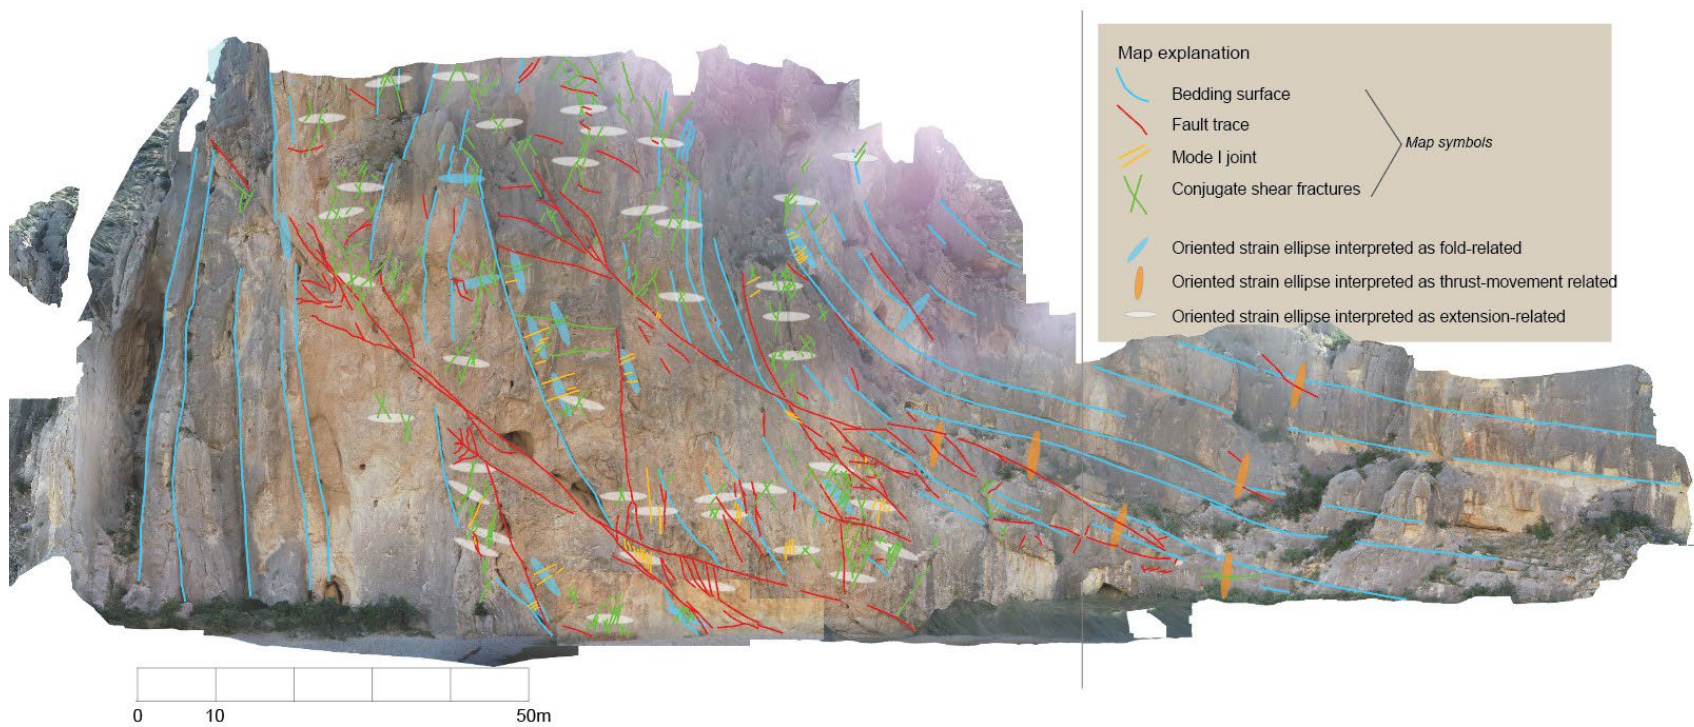 Map explanation
Bedding surface
Fault trace
Map symbols
Mode I joint
Conjugate shear fractures
Oriented strain ellipse interpreted as fold-related
Oriented strain ellipse interpreted as thrust-movement related
Oriented strain ellipse interpreted as extension-related
0 10 50m